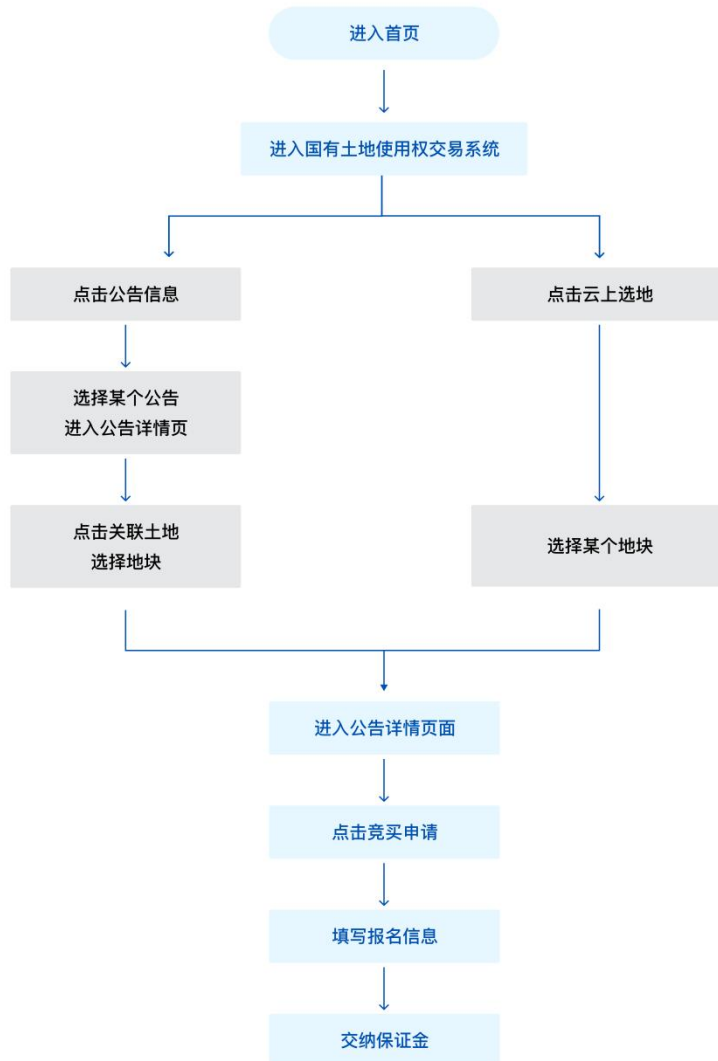 进入首页
进入国有土地使用权交易系统
点击公告信息
点击云上选地
选择某个公告
进入公告详情页
点击关联土地
选择地块
选择某个地块
进入公告详情页面
点击竞买申请
填写报名信息
交纳保证金